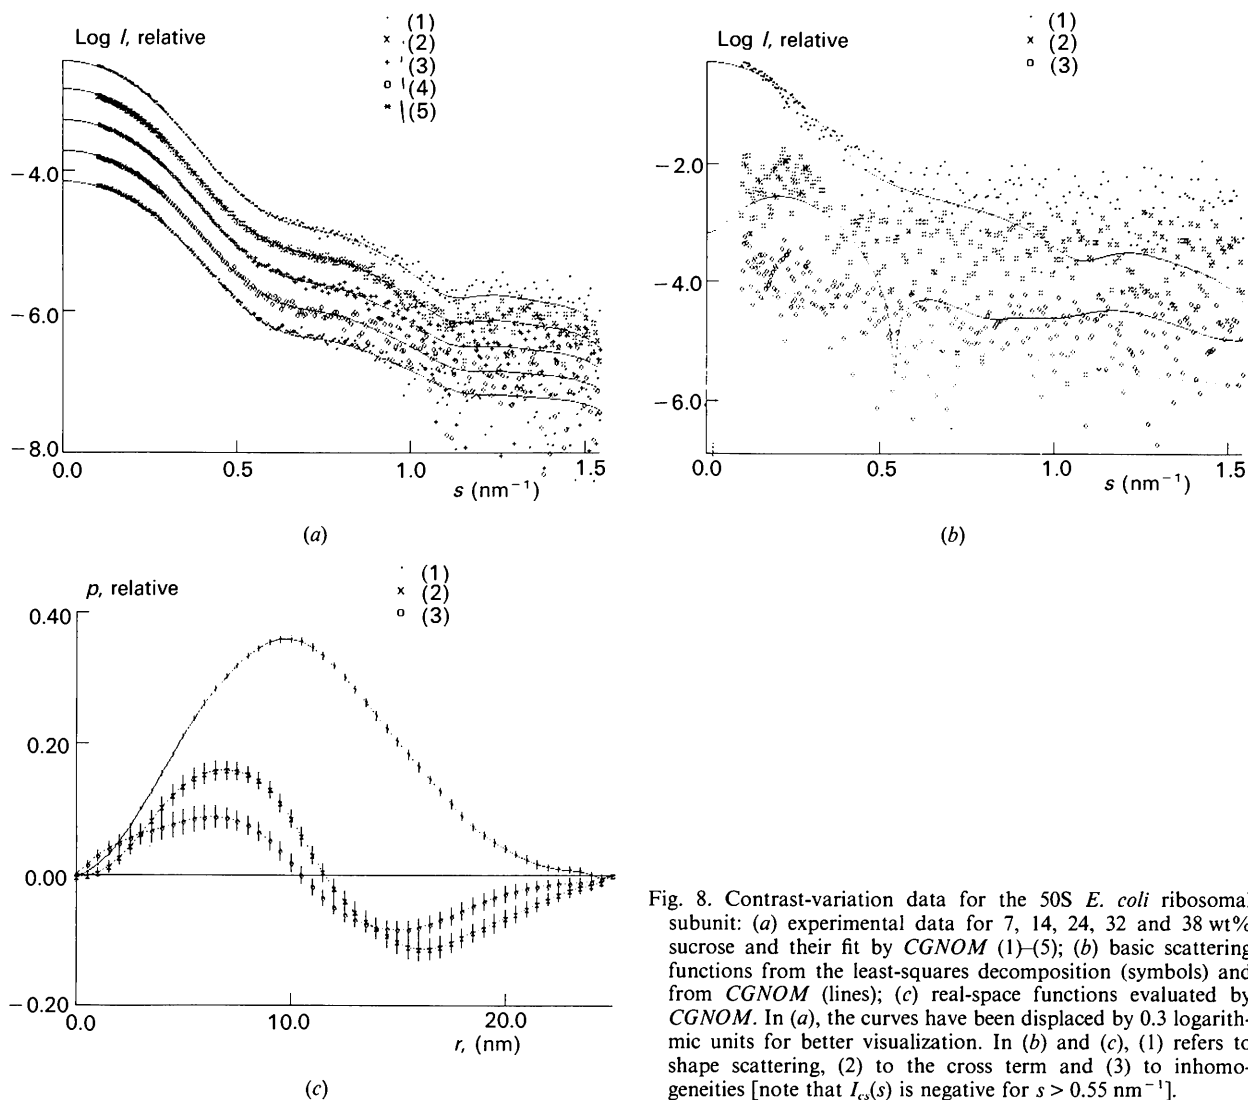 Log I, relative
· (1)
× (2)
+ (3)
o (4)
* (5)
−4.0
−6.0
−8.0
0.0 0.5 1.0 1.5
s (nm⁻¹)
(a)
Log I, relative
· (1)
× (2)
o (3)
−2.0
−4.0
−6.0
0.0 0.5 1.0 1.5
s (nm⁻¹)
(b)
p, relative
· (1)
× (2)
o (3)
0.40
0.20
0.00
−0.20
0.0 10.0 20.0
r, (nm)
(c)
Fig. 8. Contrast-variation data for the 50S E. coli ribosomal
subunit: (a) experimental data for 7, 14, 24, 32 and 38 wt%
sucrose and their fit by CGNOM (1)–(5); (b) basic scattering
functions from the least-squares decomposition (symbols) and
from CGNOM (lines); (c) real-space functions evaluated by
CGNOM. In (a), the curves have been displaced by 0.3 logarith-
mic units for better visualization. In (b) and (c), (1) refers to
shape scattering, (2) to the cross term and (3) to inhomo-
geneities [note that I_cs(s) is negative for s > 0.55 nm⁻¹].